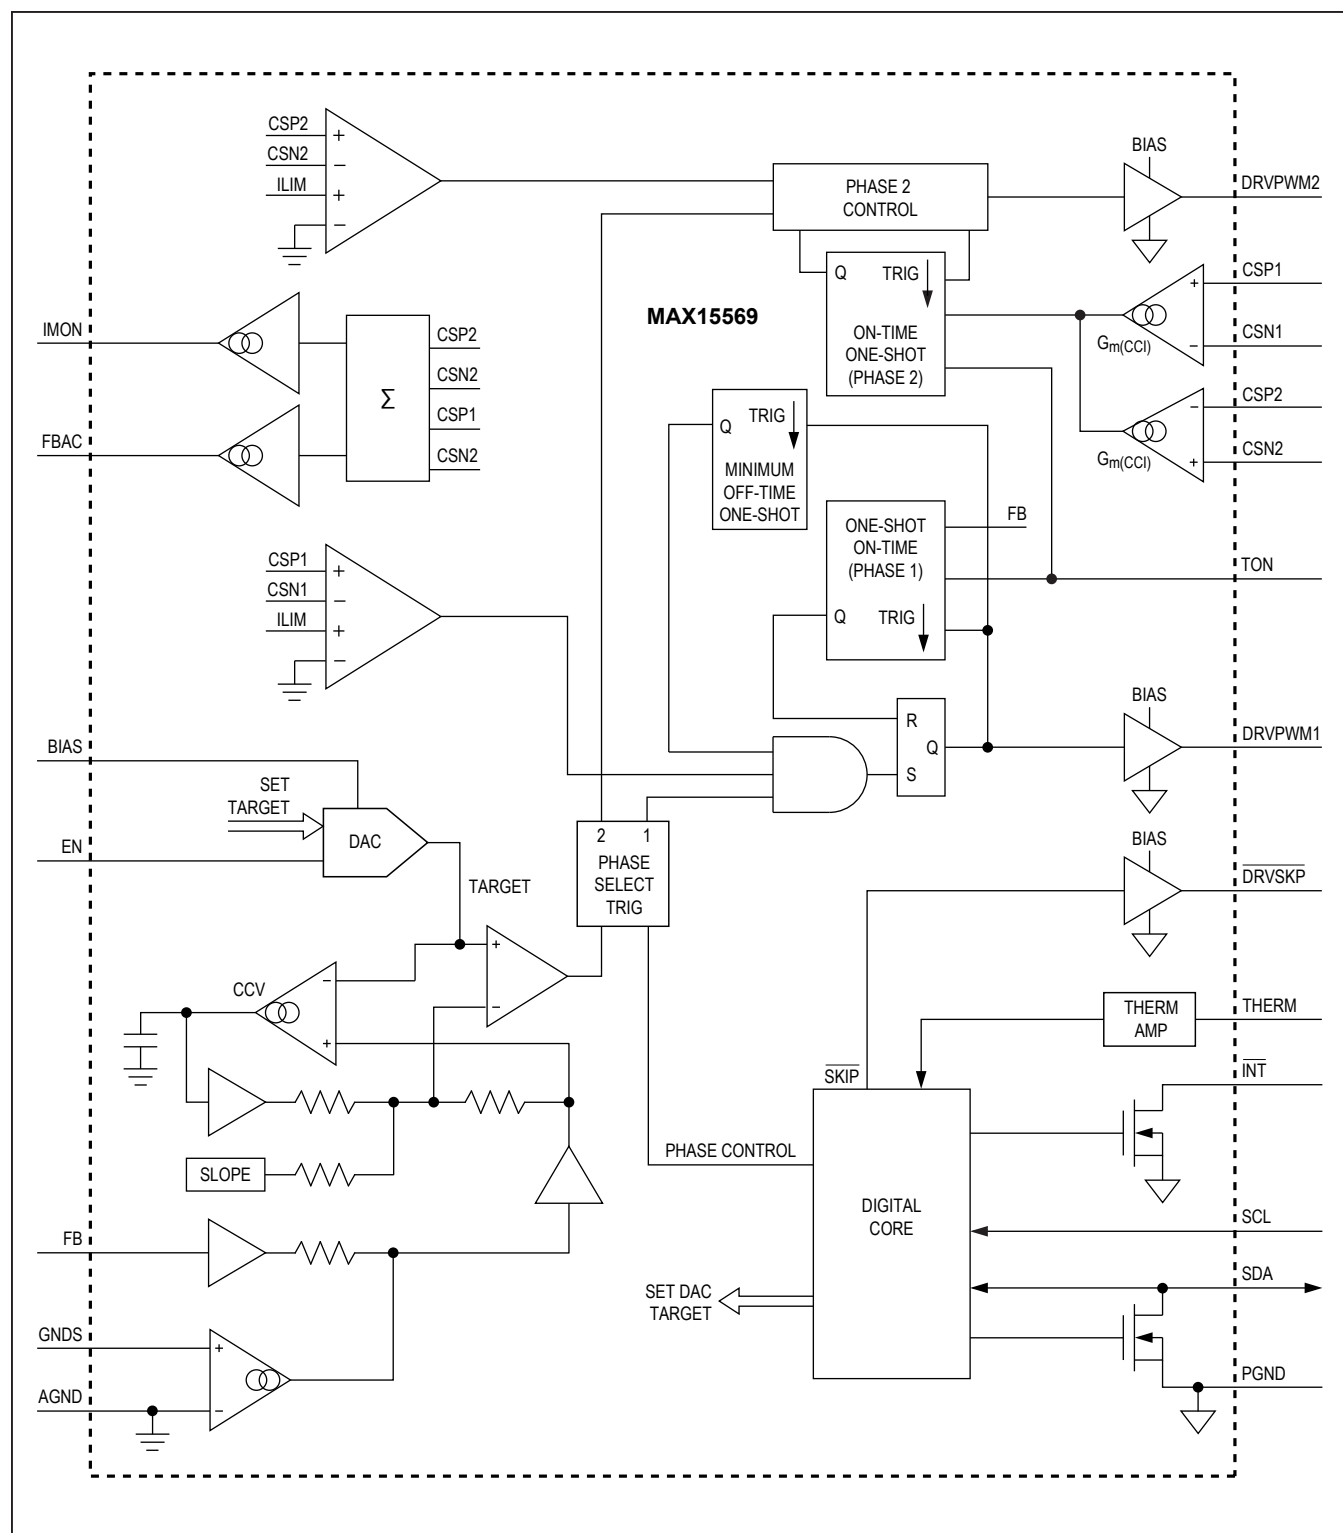 CSP2
+
CSN2
−
ILIM
+
−
PHASE 2
CONTROL
BIAS
DRVPWM2
Q
TRIG
ON-TIME
ONE-SHOT
(PHASE 2)
MAX15569
CSP1
+
Gm(CCI)
−
CSN1
CSP2
−
Gm(CCI)
+
CSN2
IMON
FBAC
Σ
CSP2
CSN2
CSP1
CSN2
Q
TRIG
MINIMUM
OFF-TIME
ONE-SHOT
ONE-SHOT
ON-TIME
(PHASE 1)
FB
Q
TRIG
TON
CSP1
+
CSN1
−
ILIM
+
−
R
Q
S
BIAS
DRVPWM1
BIAS
SET
TARGET
DAC
EN
TARGET
2 1
PHASE
SELECT
TRIG
BIAS
DRVSKP
+
−
CCV
−
+
THERM
AMP
THERM
SKIP
INT
SLOPE
PHASE CONTROL
DIGITAL
CORE
SCL
FB
SET DAC
TARGET
SDA
GNDS
+
AGND
−
PGND